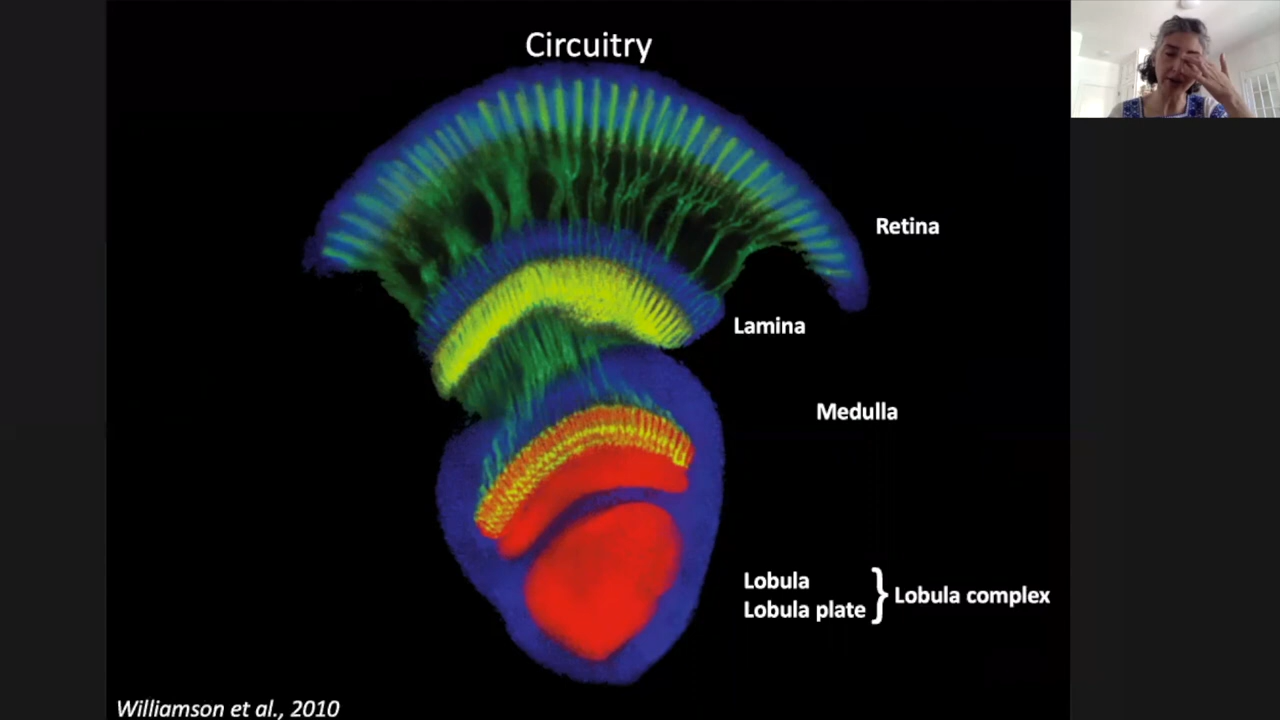 Circuitry
Retina
Lamina
Medulla
Lobula
Lobula plate
} Lobula complex
Williamson et al., 2010